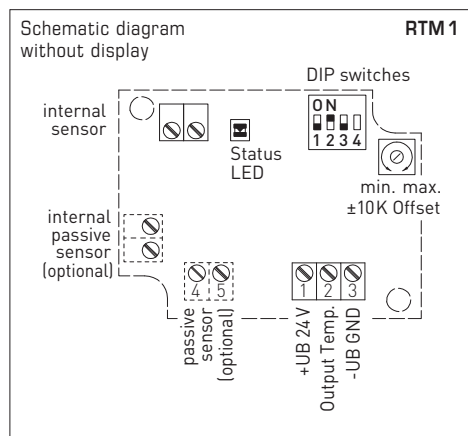 Schematic diagram
without display
RTM 1
DIP switches
ON
1 2 3 4
internal
sensor
Status
LED
min. max.
±10K Offset
internal
passive
sensor
(optional)
4 5
1 2 3
passive
sensor
(optional)
+UB 24V
Output Temp.
-UB GND